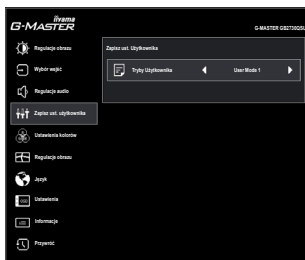 iiyama
G-MASTER
G-MASTER GB2730QSU
Regulacje obrazu
Zapisz ust. Użytkownika
Wybór wejść
Tryby Użytkownika
User Mode 1
Regulacje audio
Zapisz ust. użytkownika
Ustawienia kolorów
Regulacje obrazu
Język
OSD
Ustawienia
Informacje
Przywróć